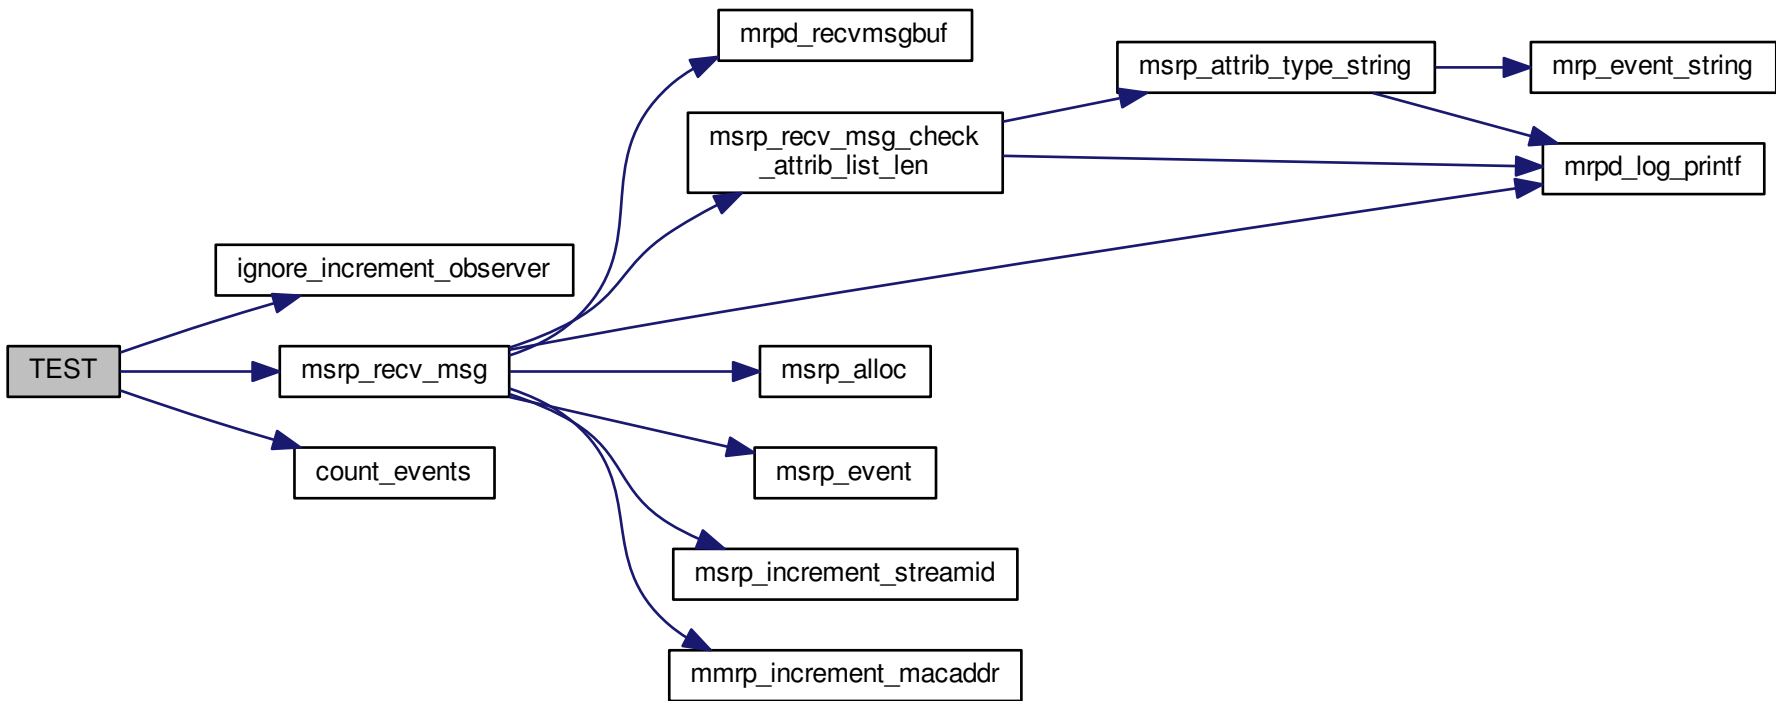 mrpd_recvmsgbuf
msrp_attrib_type_string
mrp_event_string
msrp_recv_msg_check
_attrib_list_len
mrpd_log_printf
ignore_increment_observer
TEST
msrp_recv_msg
msrp_alloc
count_events
msrp_event
msrp_increment_streamid
mmrp_increment_macaddr